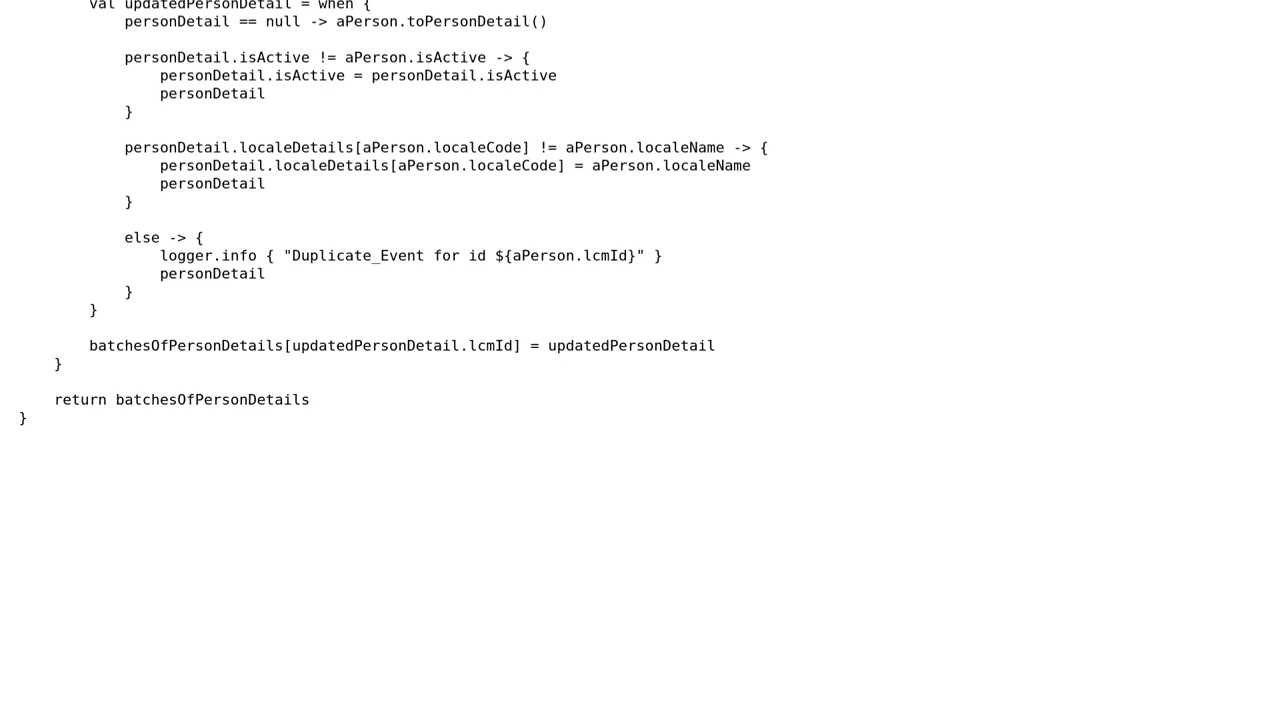 val updatedPersonDetail = when {
personDetail == null -> aPerson.toPersonDetail()
personDetail.isActive != aPerson.isActive -> {
personDetail.isActive = personDetail.isActive
personDetail
}
personDetail.localeDetails[aPerson.localeCode] != aPerson.localeName -> {
personDetail.localeDetails[aPerson.localeCode] = aPerson.localeName
personDetail
}
else -> {
logger.info { "Duplicate_Event for id ${aPerson.lcmId}" }
personDetail
}
}
batchesOfPersonDetails[updatedPersonDetail.lcmId] = updatedPersonDetail
}
return batchesOfPersonDetails
}